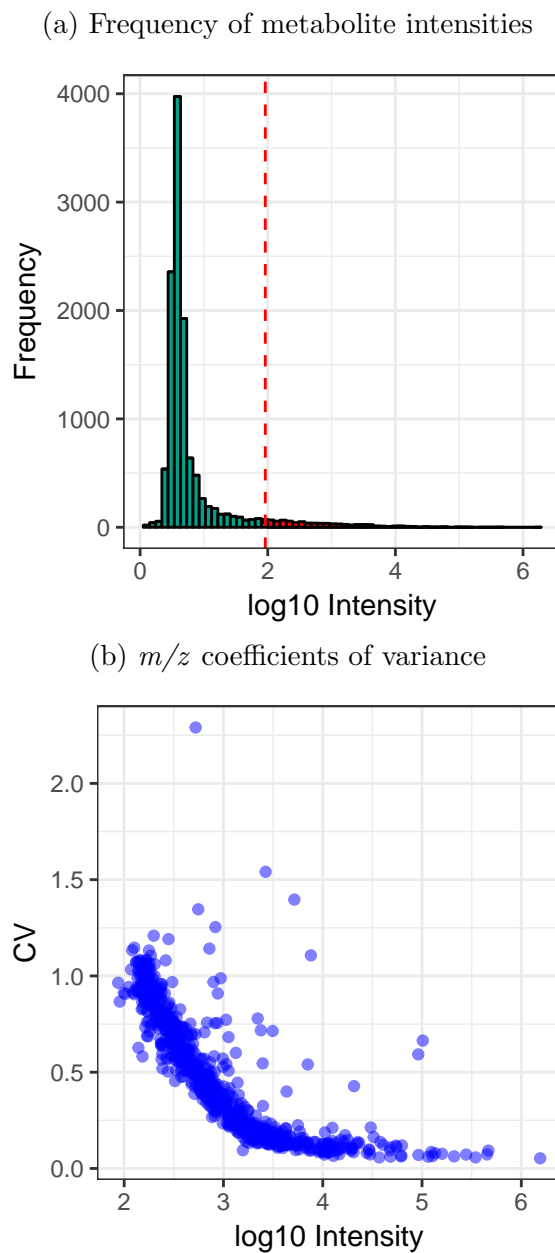 (a) Frequency of metabolite intensities
4000
3000
2000
1000
0
Frequency
0 2 4 6
log10 Intensity
(b) m/z coefficients of variance
2.0
1.5
1.0
0.5
0.0
CV
2 3 4 5 6
log10 Intensity